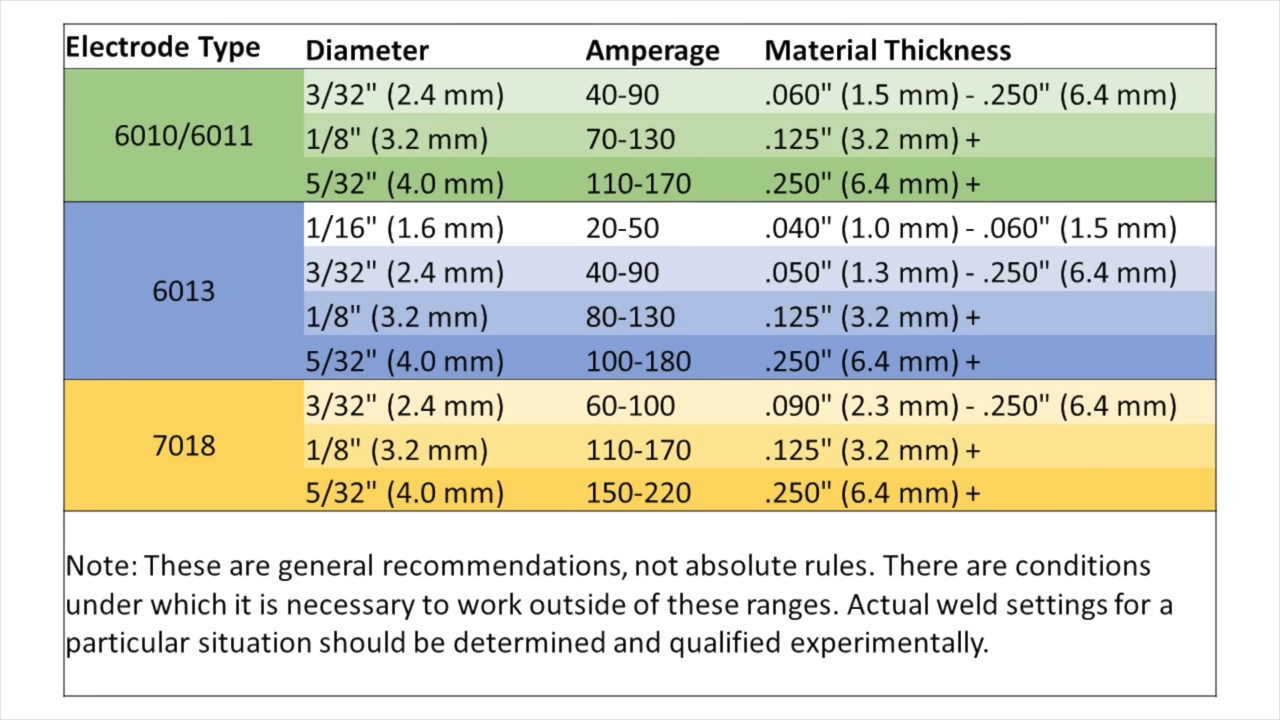 Electrode Type Diameter Amperage Material Thickness
3/32" (2.4 mm) 40-90 .060" (1.5 mm) - .250" (6.4 mm)
6010/6011 1/8" (3.2 mm) 70-130 .125" (3.2 mm) +
5/32" (4.0 mm) 110-170 .250" (6.4 mm) +
1/16" (1.6 mm) 20-50 .040" (1.0 mm) - .060" (1.5 mm)
3/32" (2.4 mm) 40-90 .050" (1.3 mm) - .250" (6.4 mm)
6013
1/8" (3.2 mm) 80-130 .125" (3.2 mm) +
5/32" (4.0 mm) 100-180 .250" (6.4 mm) +
3/32" (2.4 mm) 60-100 .090" (2.3 mm) - .250" (6.4 mm)
7018 1/8" (3.2 mm) 110-170 .125" (3.2 mm) +
5/32" (4.0 mm) 150-220 .250" (6.4 mm) +
Note: These are general recommendations, not absolute rules. There are conditions
under which it is necessary to work outside of these ranges. Actual weld settings for a
particular situation should be determined and qualified experimentally.